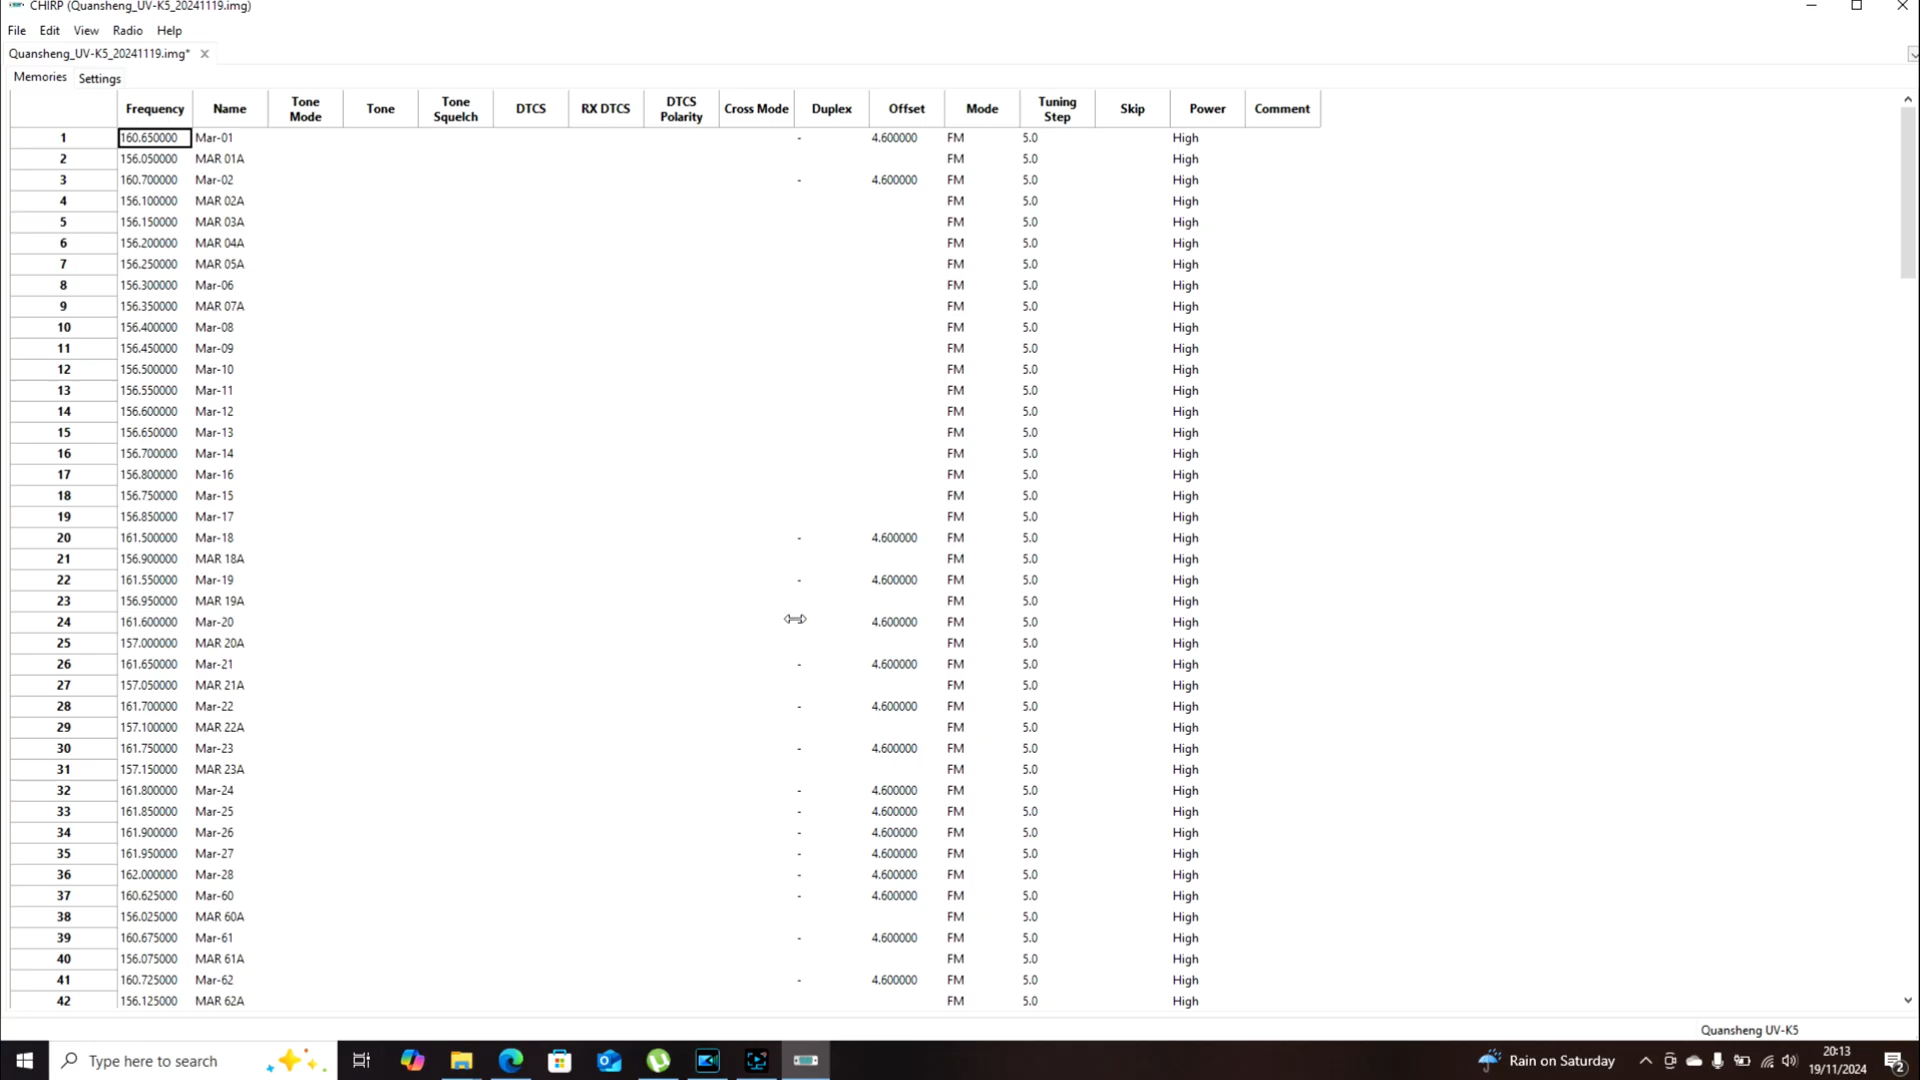 CHIRP (Quansheng_UV-K5_20241119.img)
File Edit View Radio Help
Quansheng_UV-K5_20241119.img*
Memories Settings
Frequency Name Tone Mode Tone Tone Squelch DTCS RX DTCS DTCS Polarity Cross Mode Duplex Offset Mode Tuning Step Skip Power Comment
1 160.650000 Mar-01 - 4.600000 FM 5.0 High
2 156.050000 MAR 01A FM 5.0 High
3 160.700000 Mar-02 - 4.600000 FM 5.0 High
4 156.100000 MAR 02A FM 5.0 High
5 156.150000 MAR 03A FM 5.0 High
6 156.200000 MAR 04A FM 5.0 High
7 156.250000 MAR 05A FM 5.0 High
8 156.300000 Mar-06 FM 5.0 High
9 156.350000 MAR 07A FM 5.0 High
10 156.400000 Mar-08 FM 5.0 High
11 156.450000 Mar-09 FM 5.0 High
12 156.500000 Mar-10 FM 5.0 High
13 156.550000 Mar-11 FM 5.0 High
14 156.600000 Mar-12 FM 5.0 High
15 156.650000 Mar-13 FM 5.0 High
16 156.700000 Mar-14 FM 5.0 High
17 156.800000 Mar-16 FM 5.0 High
18 156.750000 Mar-15 FM 5.0 High
19 156.850000 Mar-17 FM 5.0 High
20 161.500000 Mar-18 - 4.600000 FM 5.0 High
21 156.900000 MAR 18A FM 5.0 High
22 161.550000 Mar-19 - 4.600000 FM 5.0 High
23 156.950000 MAR 19A FM 5.0 High
24 161.600000 Mar-20 4.600000 FM 5.0 High
25 157.000000 MAR 20A FM 5.0 High
26 161.650000 Mar-21 - 4.600000 FM 5.0 High
27 157.050000 MAR 21A FM 5.0 High
28 161.700000 Mar-22 - 4.600000 FM 5.0 High
29 157.100000 MAR 22A FM 5.0 High
30 161.750000 Mar-23 - 4.600000 FM 5.0 High
31 157.150000 MAR 23A FM 5.0 High
32 161.800000 Mar-24 - 4.600000 FM 5.0 High
33 161.850000 Mar-25 - 4.600000 FM 5.0 High
34 161.900000 Mar-26 - 4.600000 FM 5.0 High
35 161.950000 Mar-27 - 4.600000 FM 5.0 High
36 162.000000 Mar-28 - 4.600000 FM 5.0 High
37 160.625000 Mar-60 - 4.600000 FM 5.0 High
38 156.025000 MAR 60A FM 5.0 High
39 160.675000 Mar-61 - 4.600000 FM 5.0 High
40 156.075000 MAR 61A FM 5.0 High
41 160.725000 Mar-62 - 4.600000 FM 5.0 High
42 156.125000 MAR 62A FM 5.0 High
Quansheng UV-K5
Type here to search
Rain on Saturday
20:13
19/11/2024
2